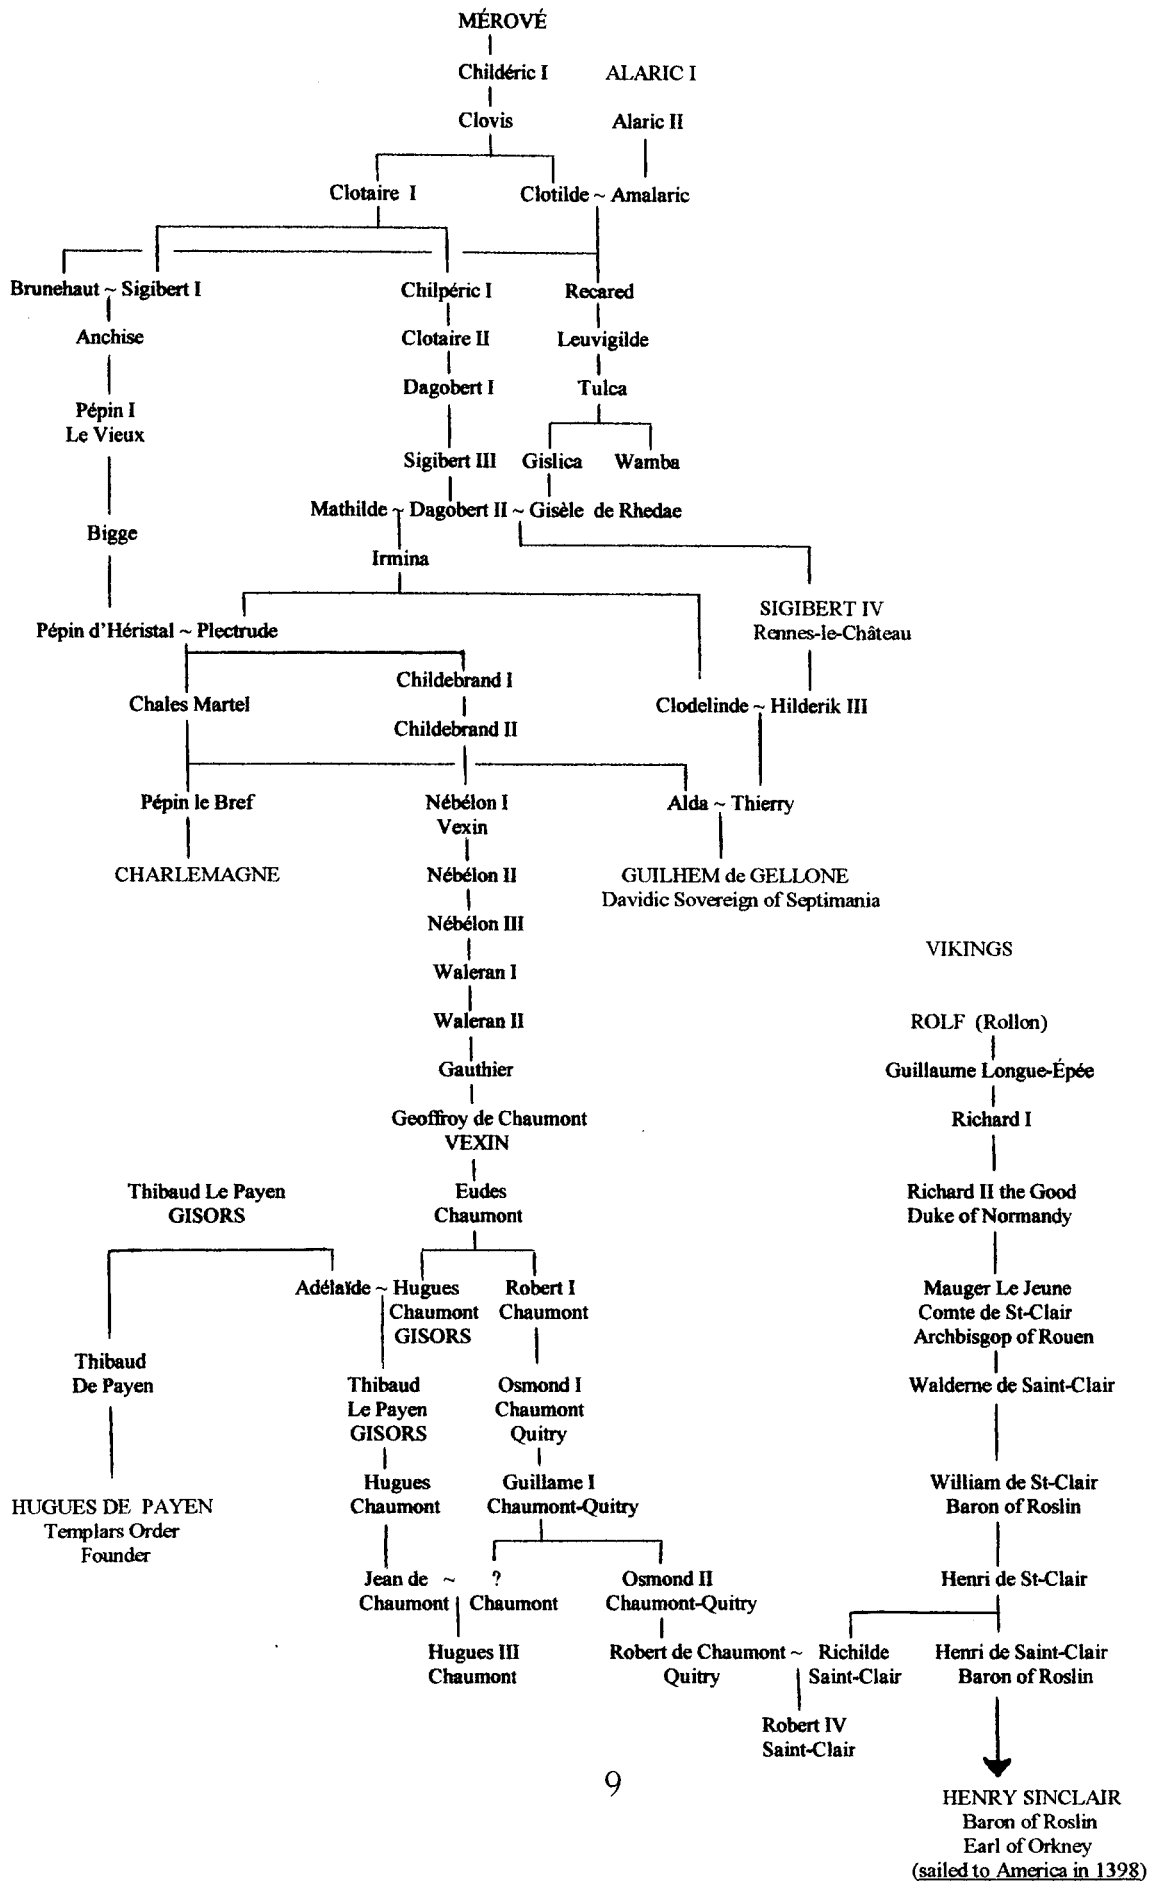 MÉROVÉ
Childéric I ALARIC I
Clovis Alaric II
Clotaire I Clotilde ~ Amalaric
Brunehaut ~ Sigibert I Chilpéric I Recared
Anchise Clotaire II Leuvigilde
Dagobert I Tulca
Pépin I
Le Vieux
Sigibert III Gislica Wamba
Mathilde ~ Dagobert II ~ Gisèle de Rhedae
Bigge
Irmina
SIGIBERT IV
Rennes-le-Château
Pépin d'Héristal ~ Plectrude
Childebrand I
Chales Martel Clodelinde ~ Hilderik III
Childebrand II
Pépin le Bref Nébélon I Alda ~ Thierry
Vexin
CHARLEMAGNE Nébélon II GUILHEM de GELLONE
Davidic Sovereign of Septimania
Nébélon III
VIKINGS
Waleran I
Waleran II ROLF (Rollon)
Gauthier Guillaume Longue-Épée
Geoffroy de Chaumont Richard I
VEXIN
Thibaud Le Payen Eudes Richard II the Good
GISORS Chaumont Duke of Normandy
Adélaïde ~ Hugues Robert I Mauger Le Jeune
Chaumont Chaumont Comte de St-Clair
GISORS Archbisgop of Rouen
Thibaud
De Payen
Thibaud Osmond I Walderne de Saint-Clair
Le Payen Chaumont
GISORS Quitry
Hugues Guillame I William de St-Clair
Chaumont Chaumont-Quitry Baron of Roslin
HUGUES DE PAYEN
Templars Order
Founder
Jean de ~ ? Osmond II Henri de St-Clair
Chaumont Chaumont Chaumont-Quitry
Hugues III Robert de Chaumont ~ Richilde Henri de Saint-Clair
Chaumont Quitry Saint-Clair Baron of Roslin
Robert IV
Saint-Clair
9
HENRY SINCLAIR
Baron of Roslin
Earl of Orkney
(sailed to America in 1398)